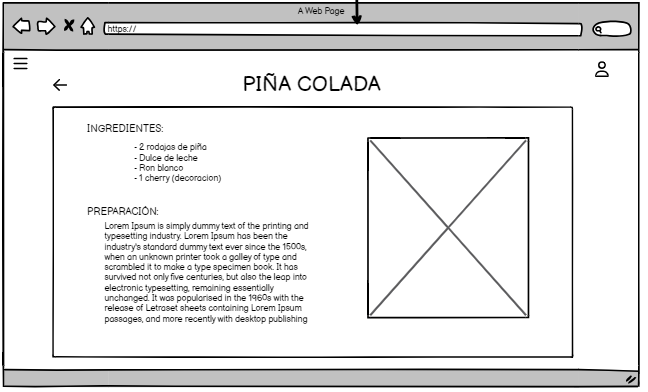 A Web Page
https://
PIÑA COLADA
INGREDIENTES:
- 2 rodajas de piña
- Dulce de leche
- Ron blanco
- 1 cherry (decoracion)
PREPARACIÓN:
Lorem Ipsum is simply dummy text of the printing and
typesetting industry. Lorem Ipsum has been the
industry's standard dummy text ever since the 1500s,
when an unknown printer took a galley of type and
scrambled it to make a type specimen book. It has
survived not only five centuries, but also the leap into
electronic typesetting, remaining essentially
unchanged. It was popularised in the 1960s with the
release of Letraset sheets containing Lorem Ipsum
passages, and more recently with desktop publishing